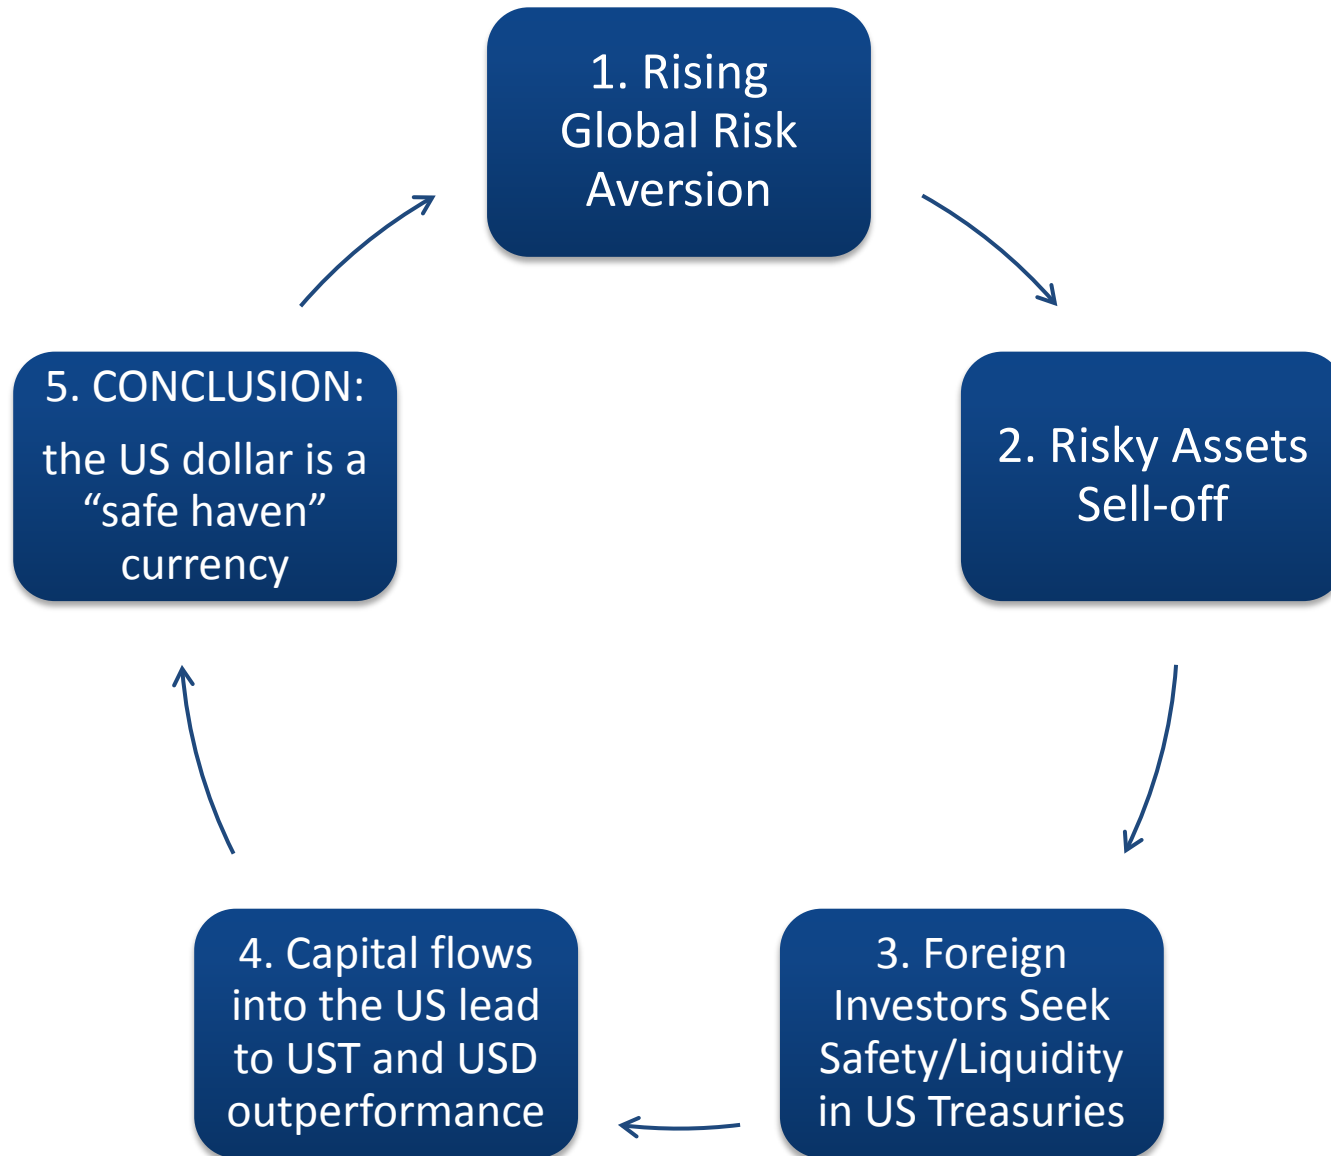 1. Rising
Global Risk
Aversion
2. Risky Assets
Sell-off
3. Foreign
Investors Seek
Safety/Liquidity
in US Treasuries
4. Capital flows
into the US lead
to UST and USD
outperformance
5. CONCLUSION:
the US dollar is a
“safe haven”
currency